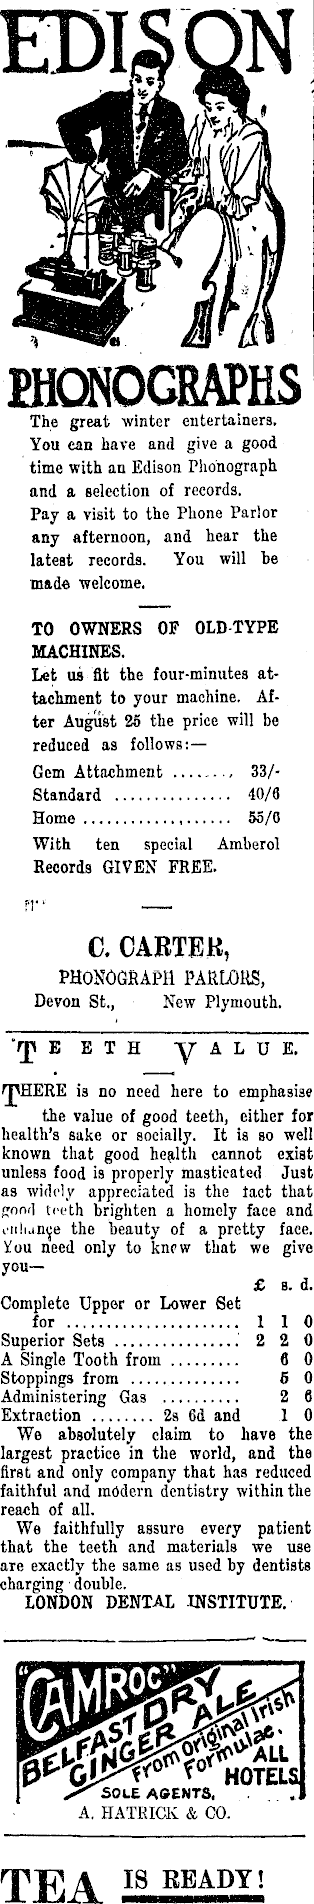 EDISON
PHONOGRAPHS
The great winter entertainers.
You can have and give a good
time with an Edison Phonograph
and a selection of records.
Pay a visit to the Phone Parlor
any afternoon, and hear the
latest records. You will be
made welcome.
TO OWNERS OF OLD-TYPE
MACHINES.
Let us fit the four-minutes at-
tachment to your machine. Af-
ter August 25 the price will be
reduced as follows:—
Gem Attachment ......, 33/-
Standard ............... 40/6
Home .................. 55/6
With ten special Amberol
Records GIVEN FREE.
C. CARTER,
PHONOGRAPH PARLORS,
Devon St., New Plymouth.
TEETH VALUE.
THERE is no need here to emphasise
the value of good teeth, either for
health's sake or socially. It is so well
known that good health cannot exist
unless food is properly masticated Just
as widely appreciated is the fact that
good teeth brighten a homely face and
enhance the beauty of a pretty face.
You need only to know that we give
you—
£ s. d.
Complete Upper or Lower Set
for ...................... 1 1 0
Superior Sets ................ 2 2 0
A Single Tooth from ......... 6 0
Stoppings from .............. 5 0
Administering Gas .......... 2 6
Extraction ........ 2s 6d and 1 0
We absolutely claim to have the
largest practice in the world, and the
first and only company that has reduced
faithful and modern dentistry within the
reach of all.
We faithfully assure every patient
that the teeth and materials we use
are exactly the same as used by dentists
charging double.
LONDON DENTAL INSTITUTE.
"CAMROC"
BELFAST DRY
GINGER ALE
From Original Irish
Formulae.
ALL
HOTELS.
SOLE AGENTS,
A. HATRICK & CO.
TEA IS READY!